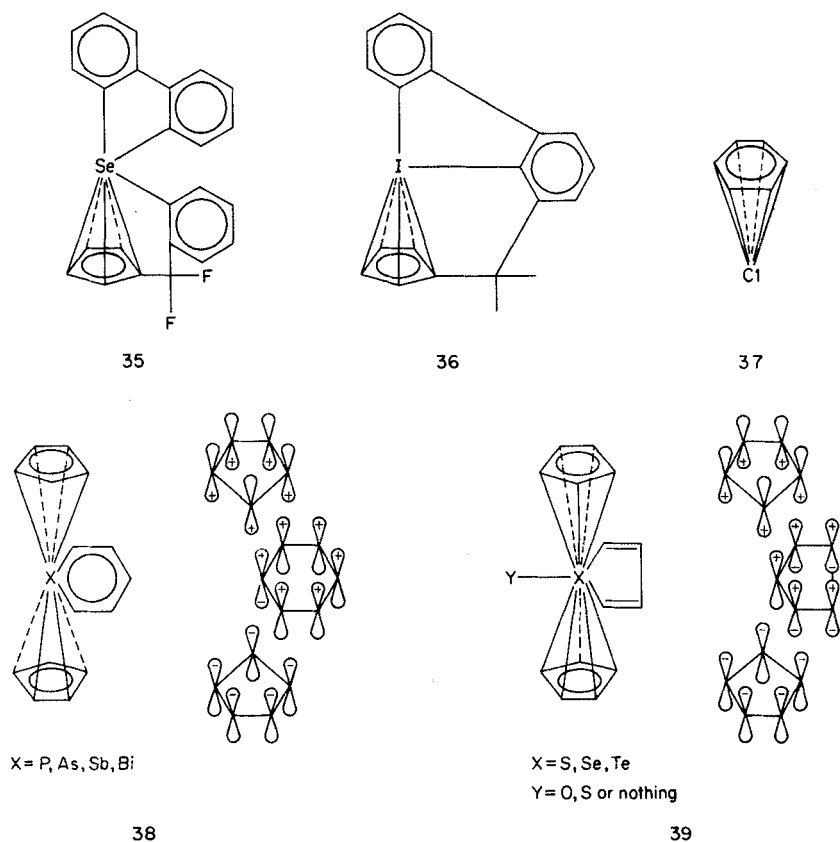 Se
I
Cl
F
F
35
36
37
X
Y
X
X=P, As, Sb, Bi
X=S, Se, Te
Y=O, S or nothing
38
39